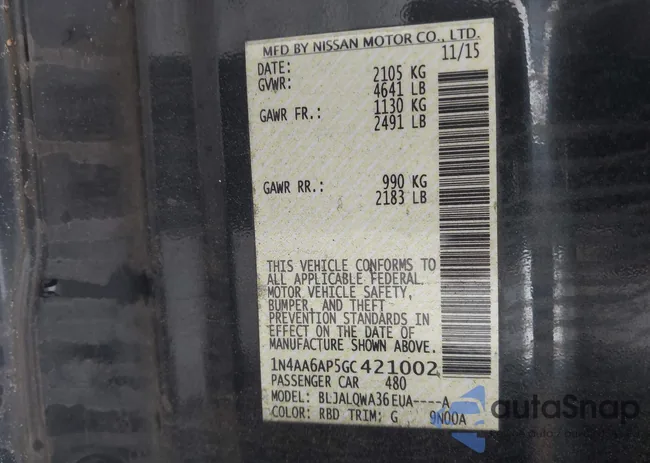 MFD BY NISSAN MOTOR CO., LTD.
DATE: 11/15
GVWR: 2105 KG
4641 LB
GAWR FR.: 1130 KG
2491 LB
GAWR RR.: 990 KG
2183 LB
THIS VEHICLE CONFORMS TO
ALL APPLICABLE FEDERAL
MOTOR VEHICLE SAFETY,
BUMPER, AND THEFT
PREVENTION STANDARDS IN
EFFECT ON THE DATE OF
MANUFACTURE SHOWN ABOVE.
1N4AA6AP5GC421002
PASSENGER CAR 480
MODEL: BLJALQWA36EUA----A
COLOR: RBD TRIM: G 9N00A
autoSnap